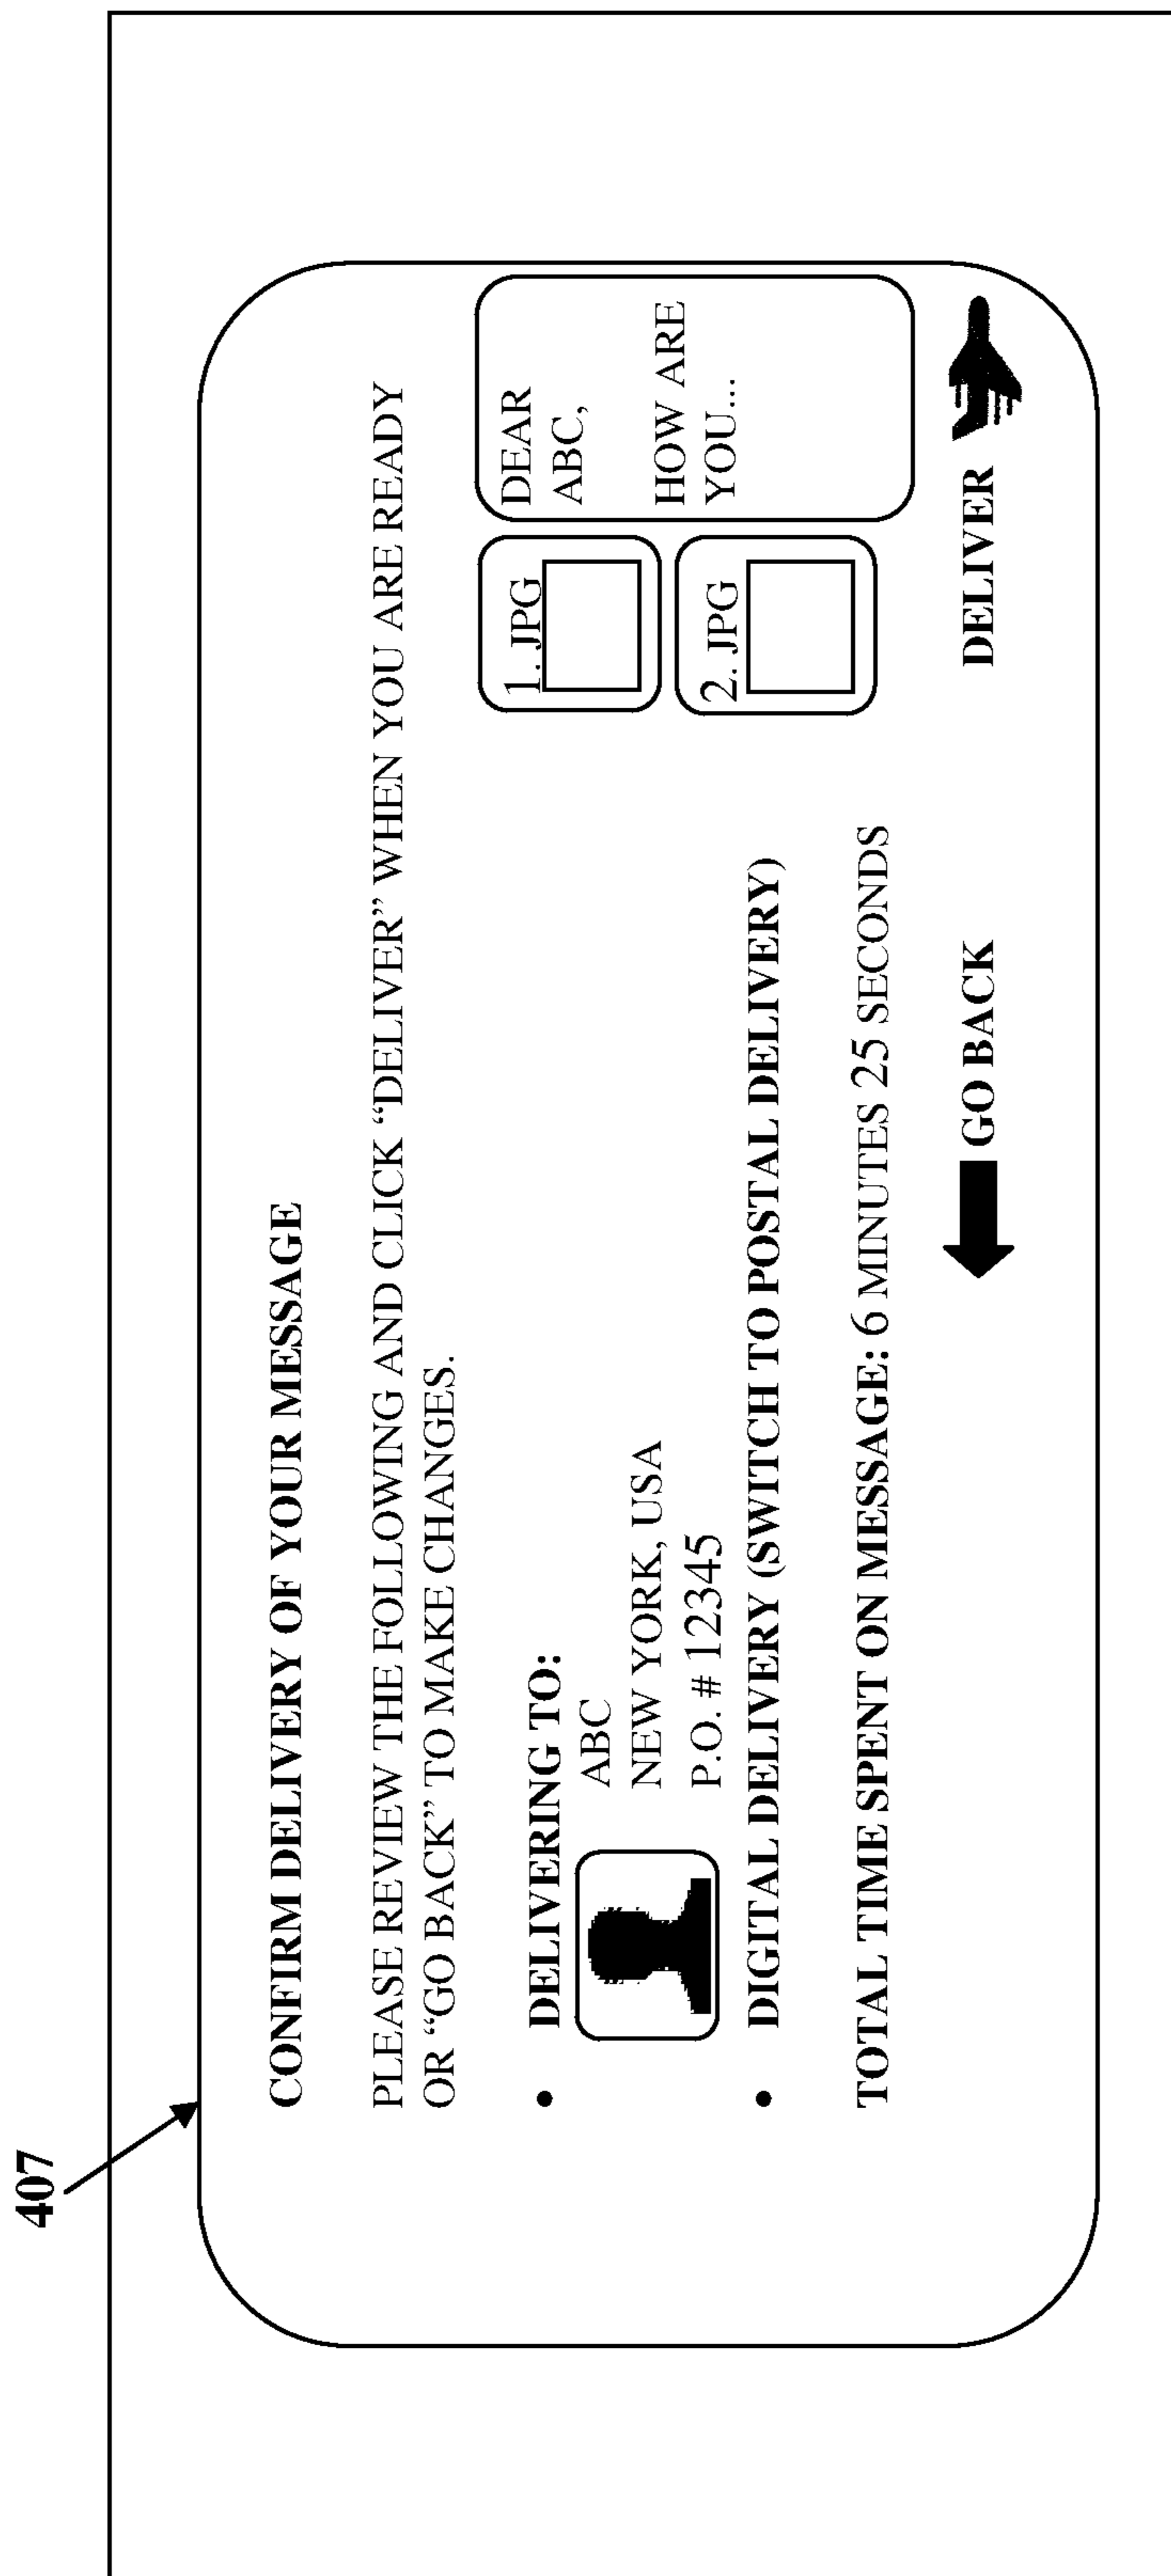 407
CONFIRM DELIVERY OF YOUR MESSAGE
PLEASE REVIEW THE FOLLOWING AND CLICK “DELIVER” WHEN YOU ARE READY
OR “GO BACK” TO MAKE CHANGES.
• DELIVERING TO:
ABC
NEW YORK, USA
P.O. # 12345
1. JPG
2. JPG
DEAR
ABC,
HOW ARE
YOU...
• DIGITAL DELIVERY (SWITCH TO POSTAL DELIVERY)
TOTAL TIME SPENT ON MESSAGE: 6 MINUTES 25 SECONDS
GO BACK
DELIVER